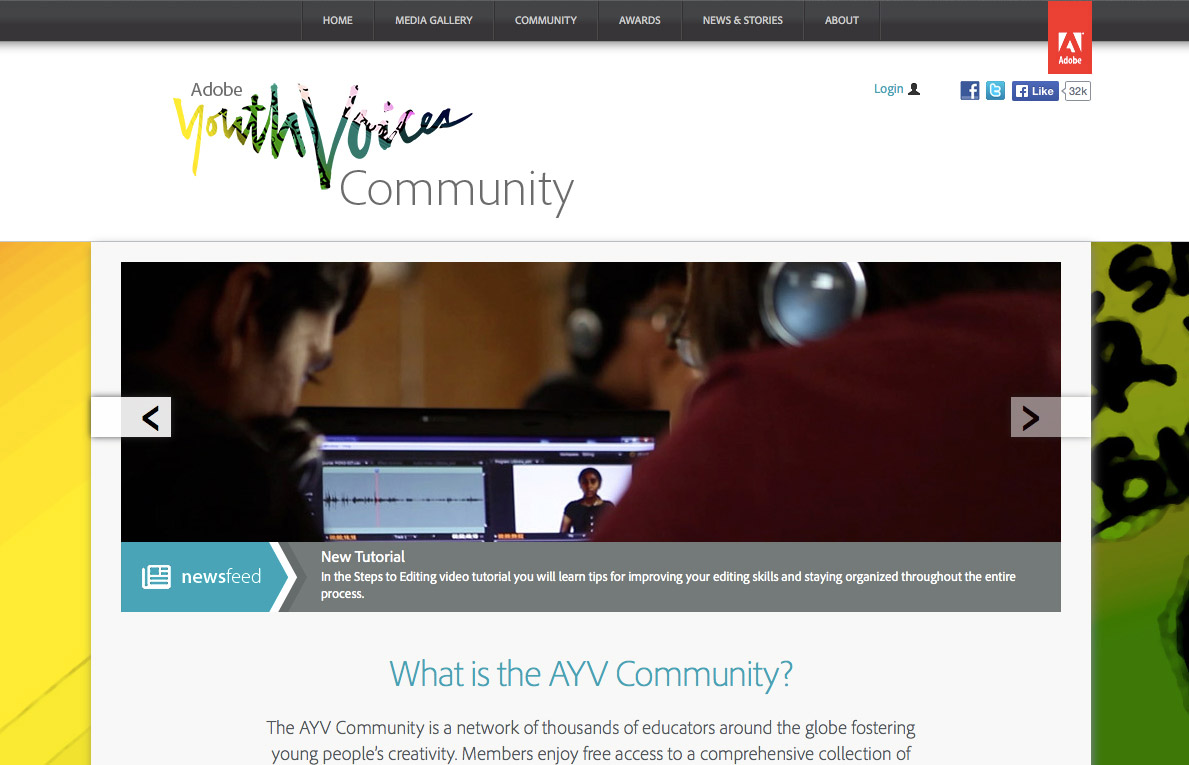 HOME MEDIA GALLERY COMMUNITY AWARDS NEWS & STORIES ABOUT
Adobe
Adobe
Youth Voices
Community
Login
Like 32k
< >
newsfeed
New Tutorial
In the Steps to Editing video tutorial you will learn tips for improving your editing skills and staying organized throughout the entire
process.
What is the AYV Community?
The AYV Community is a network of thousands of educators around the globe fostering
young people's creativity. Members enjoy free access to a comprehensive collection of